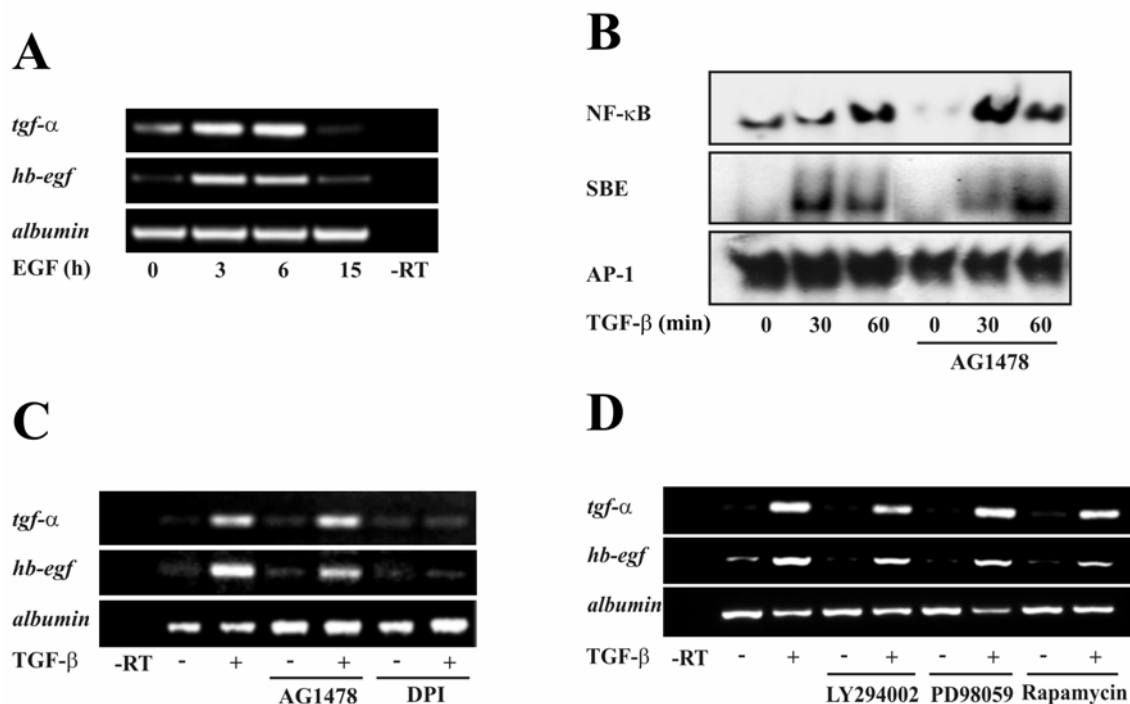 A
tgf-α
hb-egf
albumin
EGF (h) 0 3 6 15 -RT
B
NF-κB
SBE
AP-1
TGF-β (min) 0 30 60 0 30 60
AG1478
C
tgf-α
hb-egf
albumin
TGF-β -RT - + - + - +
AG1478 DPI
D
tgf-α
hb-egf
albumin
TGF-β -RT - + - + - + - +
LY294002 PD98059 Rapamycin